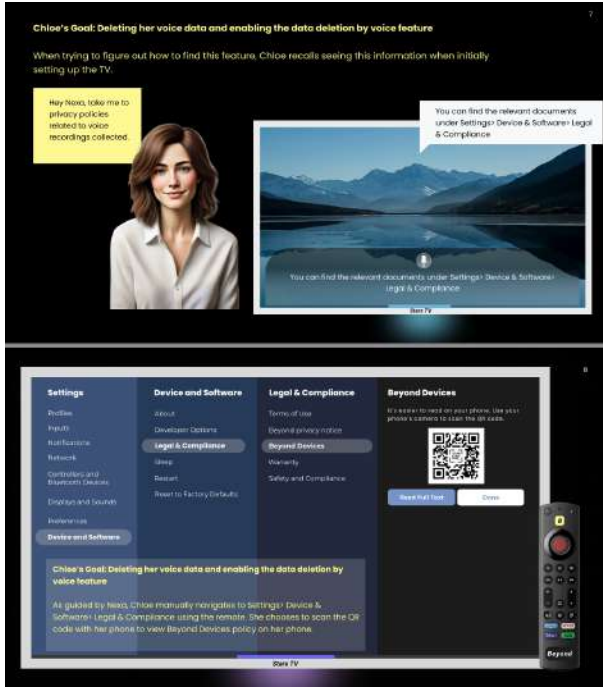 7
Chloe's Goal: Deleting her voice data and enabling the data deletion by voice feature
When trying to figure out how to find this feature, Chloe recalls seeing this information when initially
setting up the TV.
Hey Nexa, take me to
privacy policies
related to voice
recordings collected.
You can find the relevant documents
under Settings> Device & Software> Legal
& Compliance
You can find the relevant documents under Settings> Device & Software>
Legal & Compliance
Stars TV
8
Settings
Profiles
Inputs
Notifications
Network
Controllers and
Bluetooth Devices
Displays and Sounds
Preferences
Device and Software
Device and Software
About
Developer Options
Legal & Compliance
Sleep
Restart
Reset to Factory Defaults
Legal & Compliance
Terms of Use
Beyond privacy notice
Beyond Devices
Warranty
Safety and Compliance
Beyond Devices
It's easier to read on your phone. Use your
phone's camera to scan the QR code.
Read Full Text
Done
Chloe's Goal: Deleting her voice data and enabling the data deletion by
voice feature
As guided by Nexa, Chloe manually navigates to Settings> Device &
Software> Legal & Compliance using the remote. She chooses to scan the QR
code with her phone to view Beyond Devices policy on her phone.
Beyond
Stars TV